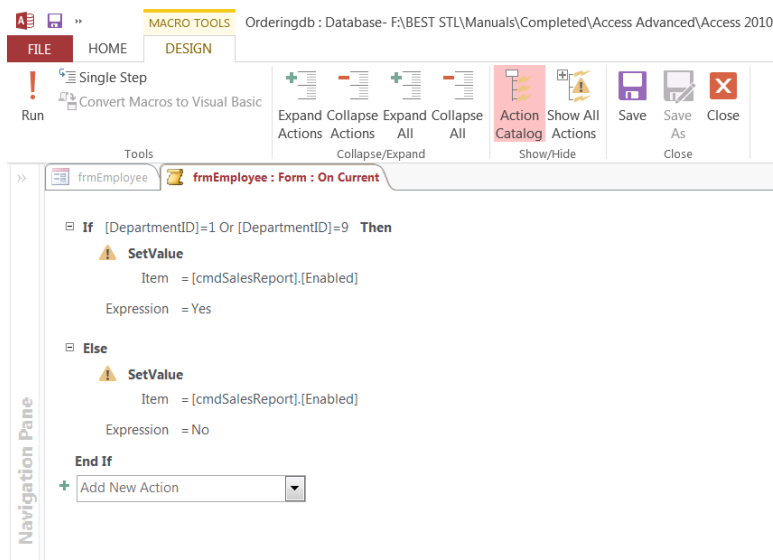 MACRO TOOLS Orderingdb : Database- F:\BEST STL\Manuals\Completed\Access Advanced\Access 2010
FILE HOME DESIGN
Run
Single Step
Convert Macros to Visual Basic
Tools
Expand Actions
Collapse Actions
Expand All
Collapse All
Collapse/Expand
Action Catalog
Show All Actions
Show/Hide
Save
Save As
Close
Close
frmEmployee
frmEmployee : Form : On Current
Navigation Pane
If [DepartmentID]=1 Or [DepartmentID]=9 Then
SetValue
Item = [cmdSalesReport].[Enabled]
Expression = Yes
Else
SetValue
Item = [cmdSalesReport].[Enabled]
Expression = No
End If
Add New Action